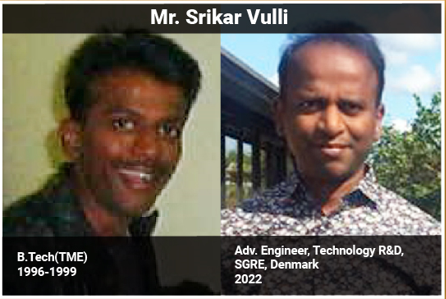 Mr. Srikar Vulli
B.Tech(TME)
1996-1999
Adv. Engineer, Technology R&D,
SGRE, Denmark
2022